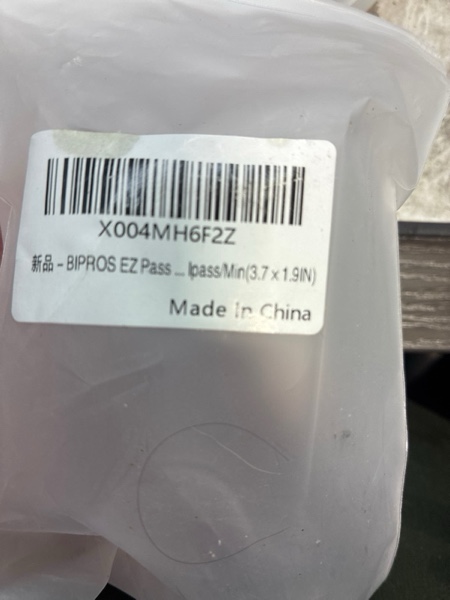 X004MH6F2Z
新品 - BIPROS EZ Pass ... Ipass/Min(3.7 x 1.9IN)
Made In China